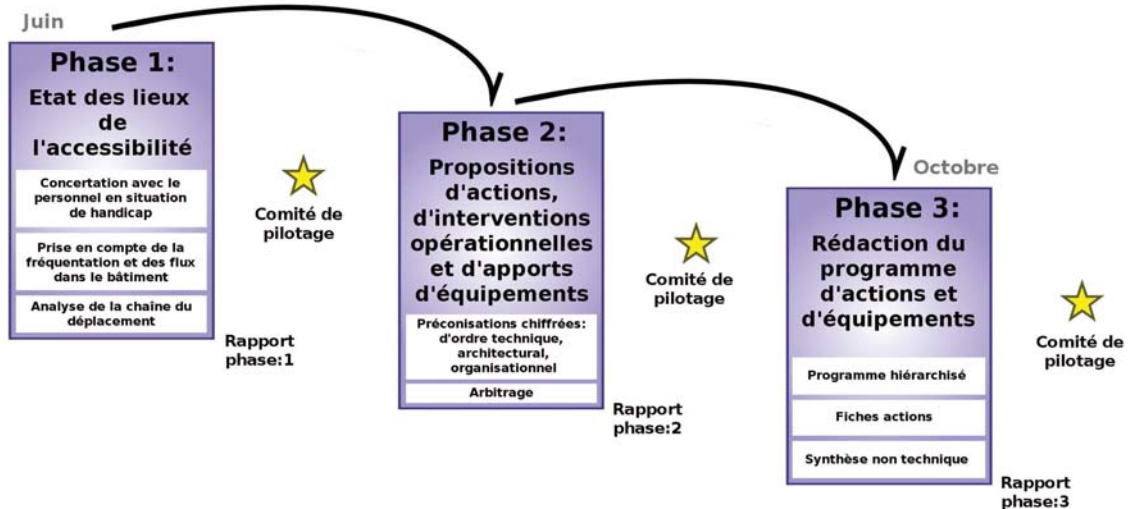 Juin
Phase 1:
Etat des lieux
de
l'accessibilité
Concertation avec le
personnel en situation
de handicap
Prise en compte de la
fréquentation et des flux
dans le bâtiment
Analyse de la chaîne du
déplacement
Rapport
phase:1
Comité de
pilotage
Phase 2:
Propositions
d'actions,
d'interventions
opérationnelles
et d'apports
d'équipements
Préconisations chiffrées:
d'ordre technique,
architectural,
organisationnel
Arbitrage
Rapport
phase:2
Comité de
pilotage
Octobre
Phase 3:
Rédaction du
programme
d'actions et
d'équipements
Programme hiérarchisé
Fiches actions
Synthèse non technique
Rapport
phase:3
Comité de
pilotage